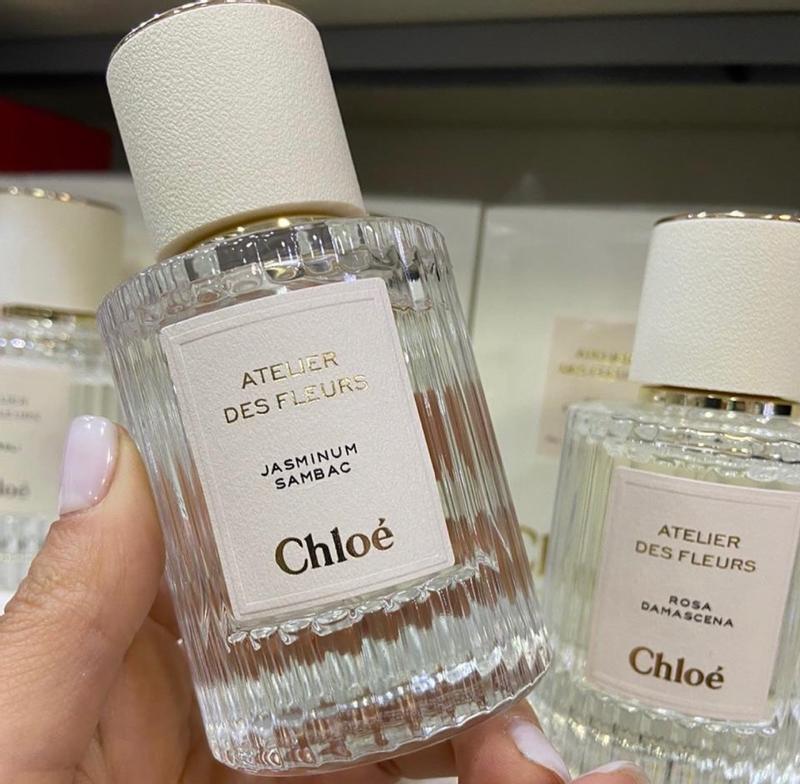 ATELIER
DES FLEURS
JASMINUM
SAMBAC
Chloé
ATELIER
DES FLEURS
ROSA
DAMASCENA
Chloé